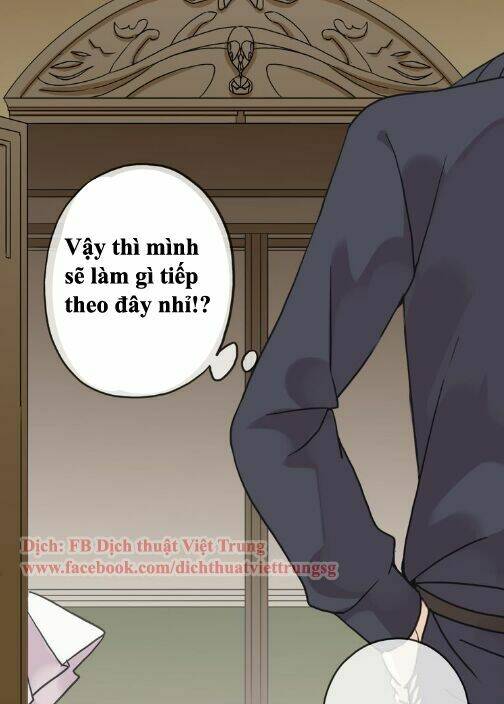 Vậy thì mình
sẽ làm gì tiếp
theo đây nhỉ!?
Dịch: FB Dịch thuật Việt Trung
www.facebook.com/dichthuatviettrungsg